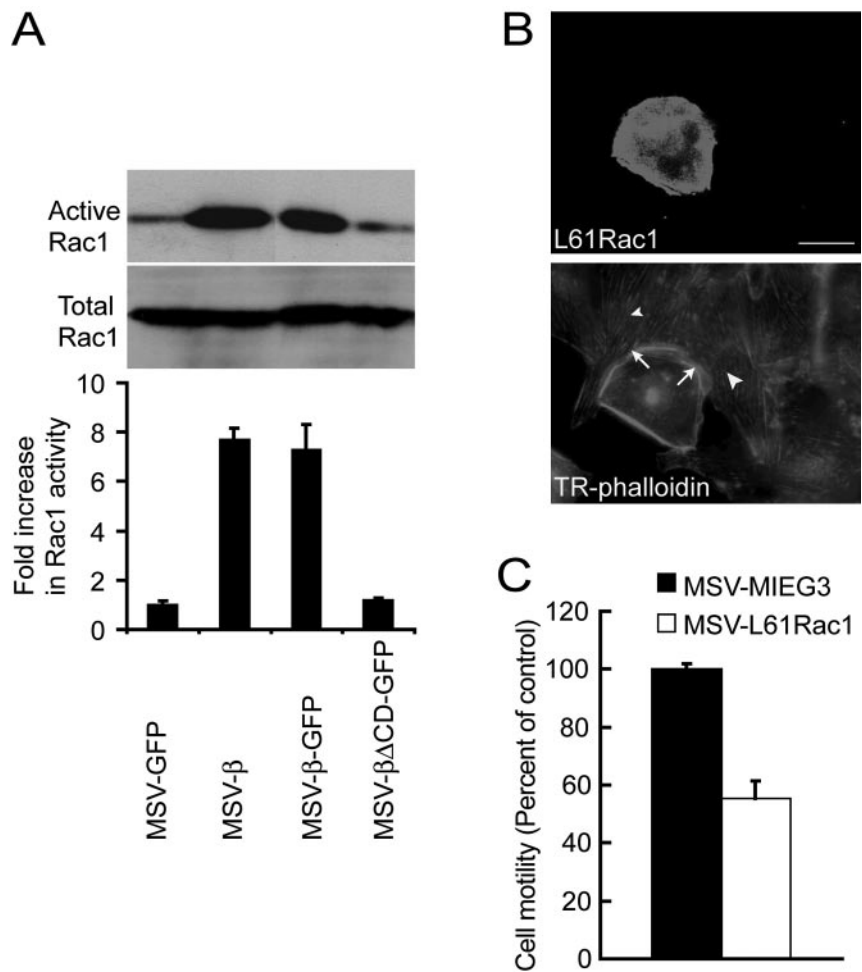 A
Active
Rac1
Total
Rac1
Fold increase
in Rac1 activity
10
8
6
4
2
0
MSV-GFP
MSV-β
MSV-β-GFP
MSV-βΔCD-GFP
B
L61Rac1
TR-phalloidin
C
MSV-MIEG3
MSV-L61Rac1
Cell motility (Percent of control)
120
100
80
60
40
20
0